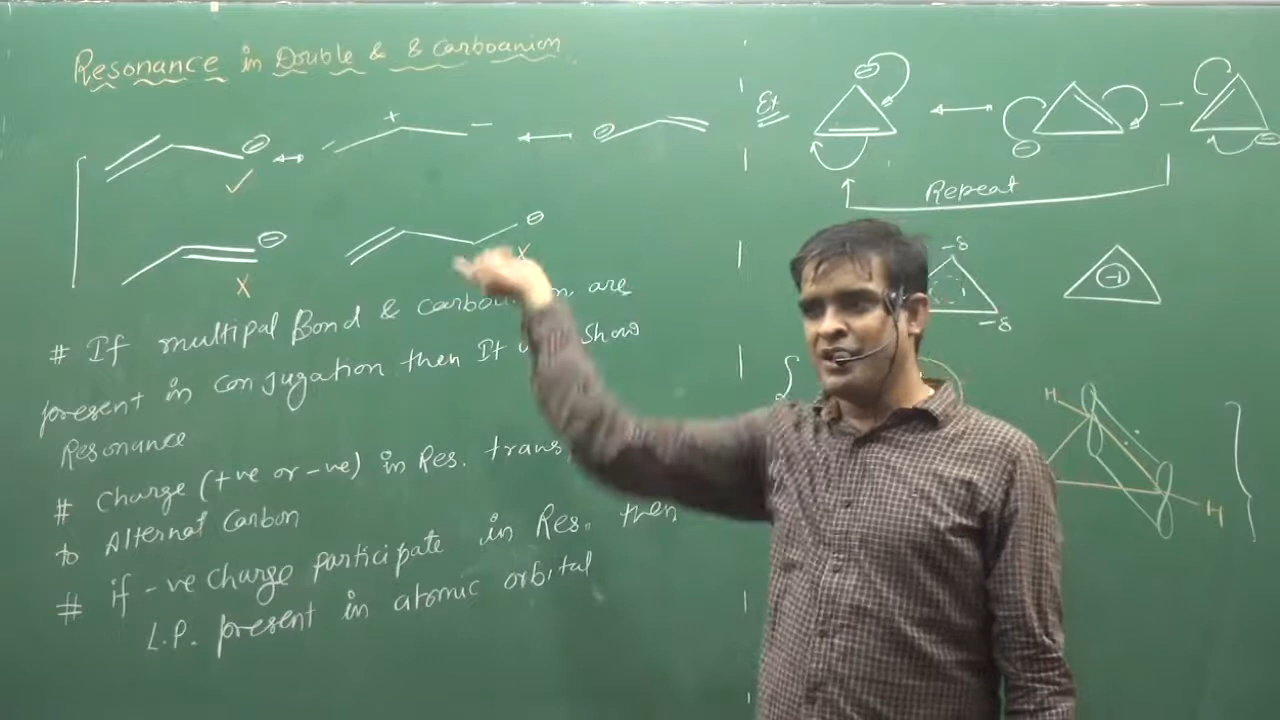 Resonance in Double & 8 carboanion
+
−
⊖
⊖
✓
⊖
X
⊖
X
# If multipal Bond & are
present in conjugation then It show
Resonance
# Charge (+ve or -ve) in Res. trans
to Alternat Carbon
# if -ve charge participate in Res. then
L.P. present in atomic orbital
Ex
⊖
⊖
⊖
Repeat
-δ
-δ
-1
H
H